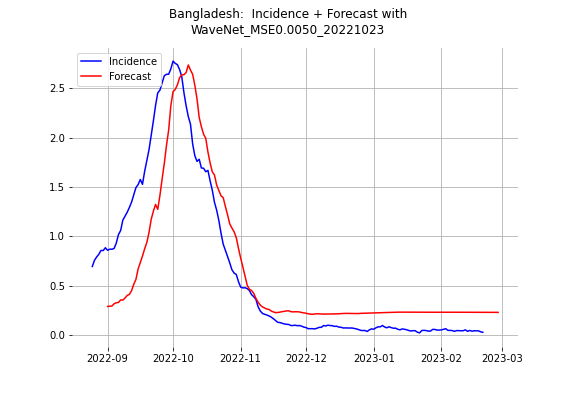 Bangladesh:  Incidence + Forecast with
WaveNet_MSE0.0050_20221023
Incidence
Forecast
2.5
2.0
1.5
1.0
0.5
0.0
2022-09 2022-10 2022-11 2022-12 2023-01 2023-02 2023-03